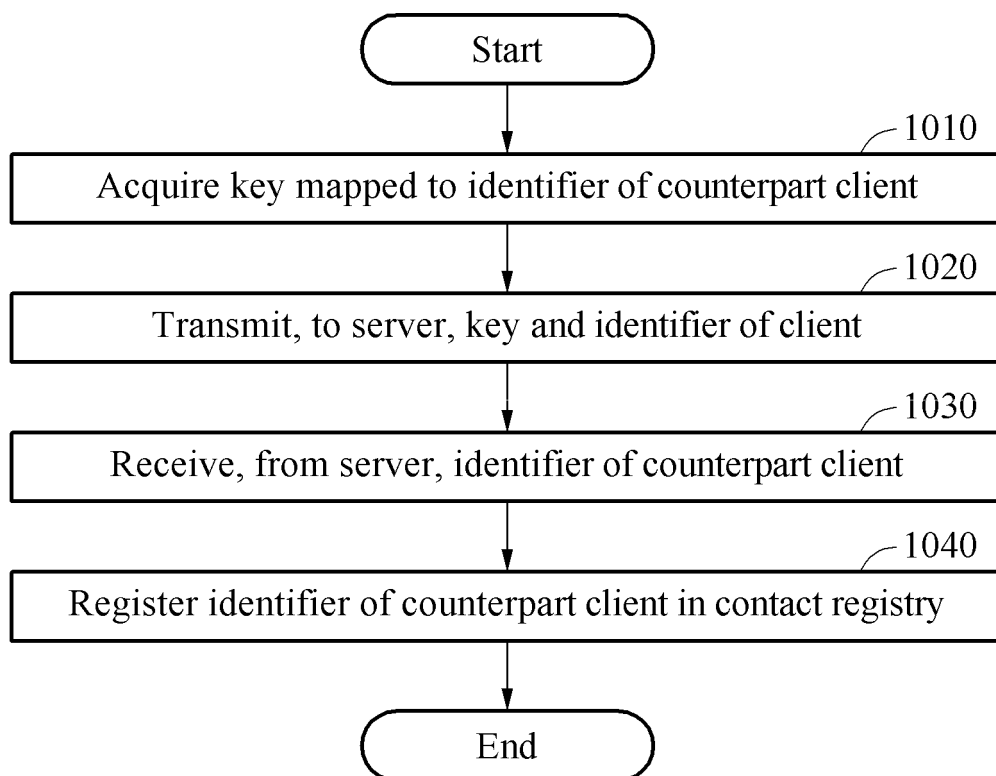 Start
1010
Acquire key mapped to identifier of counterpart client
1020
Transmit, to server, key and identifier of client
1030
Receive, from server, identifier of counterpart client
1040
Register identifier of counterpart client in contact registry
End